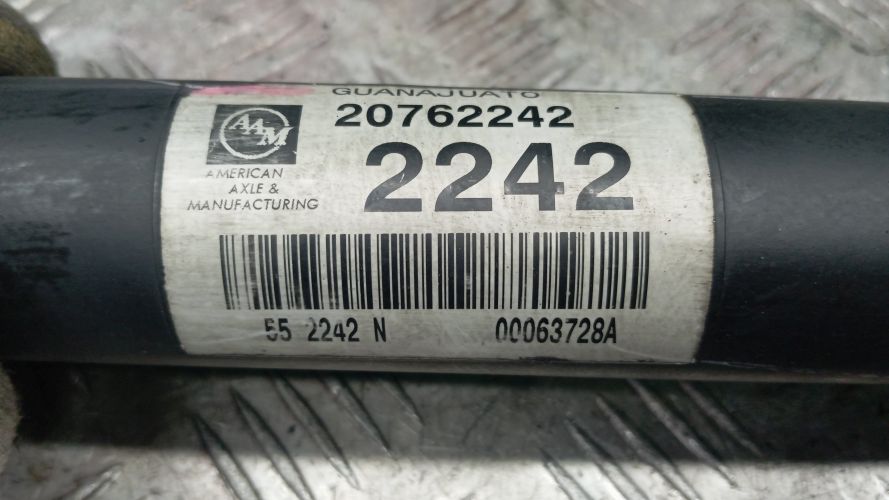 GUANAJUATO
20762242
AAM
2242
AMERICAN
AXLE &
MANUFACTURING
55 2242 N 00063728A